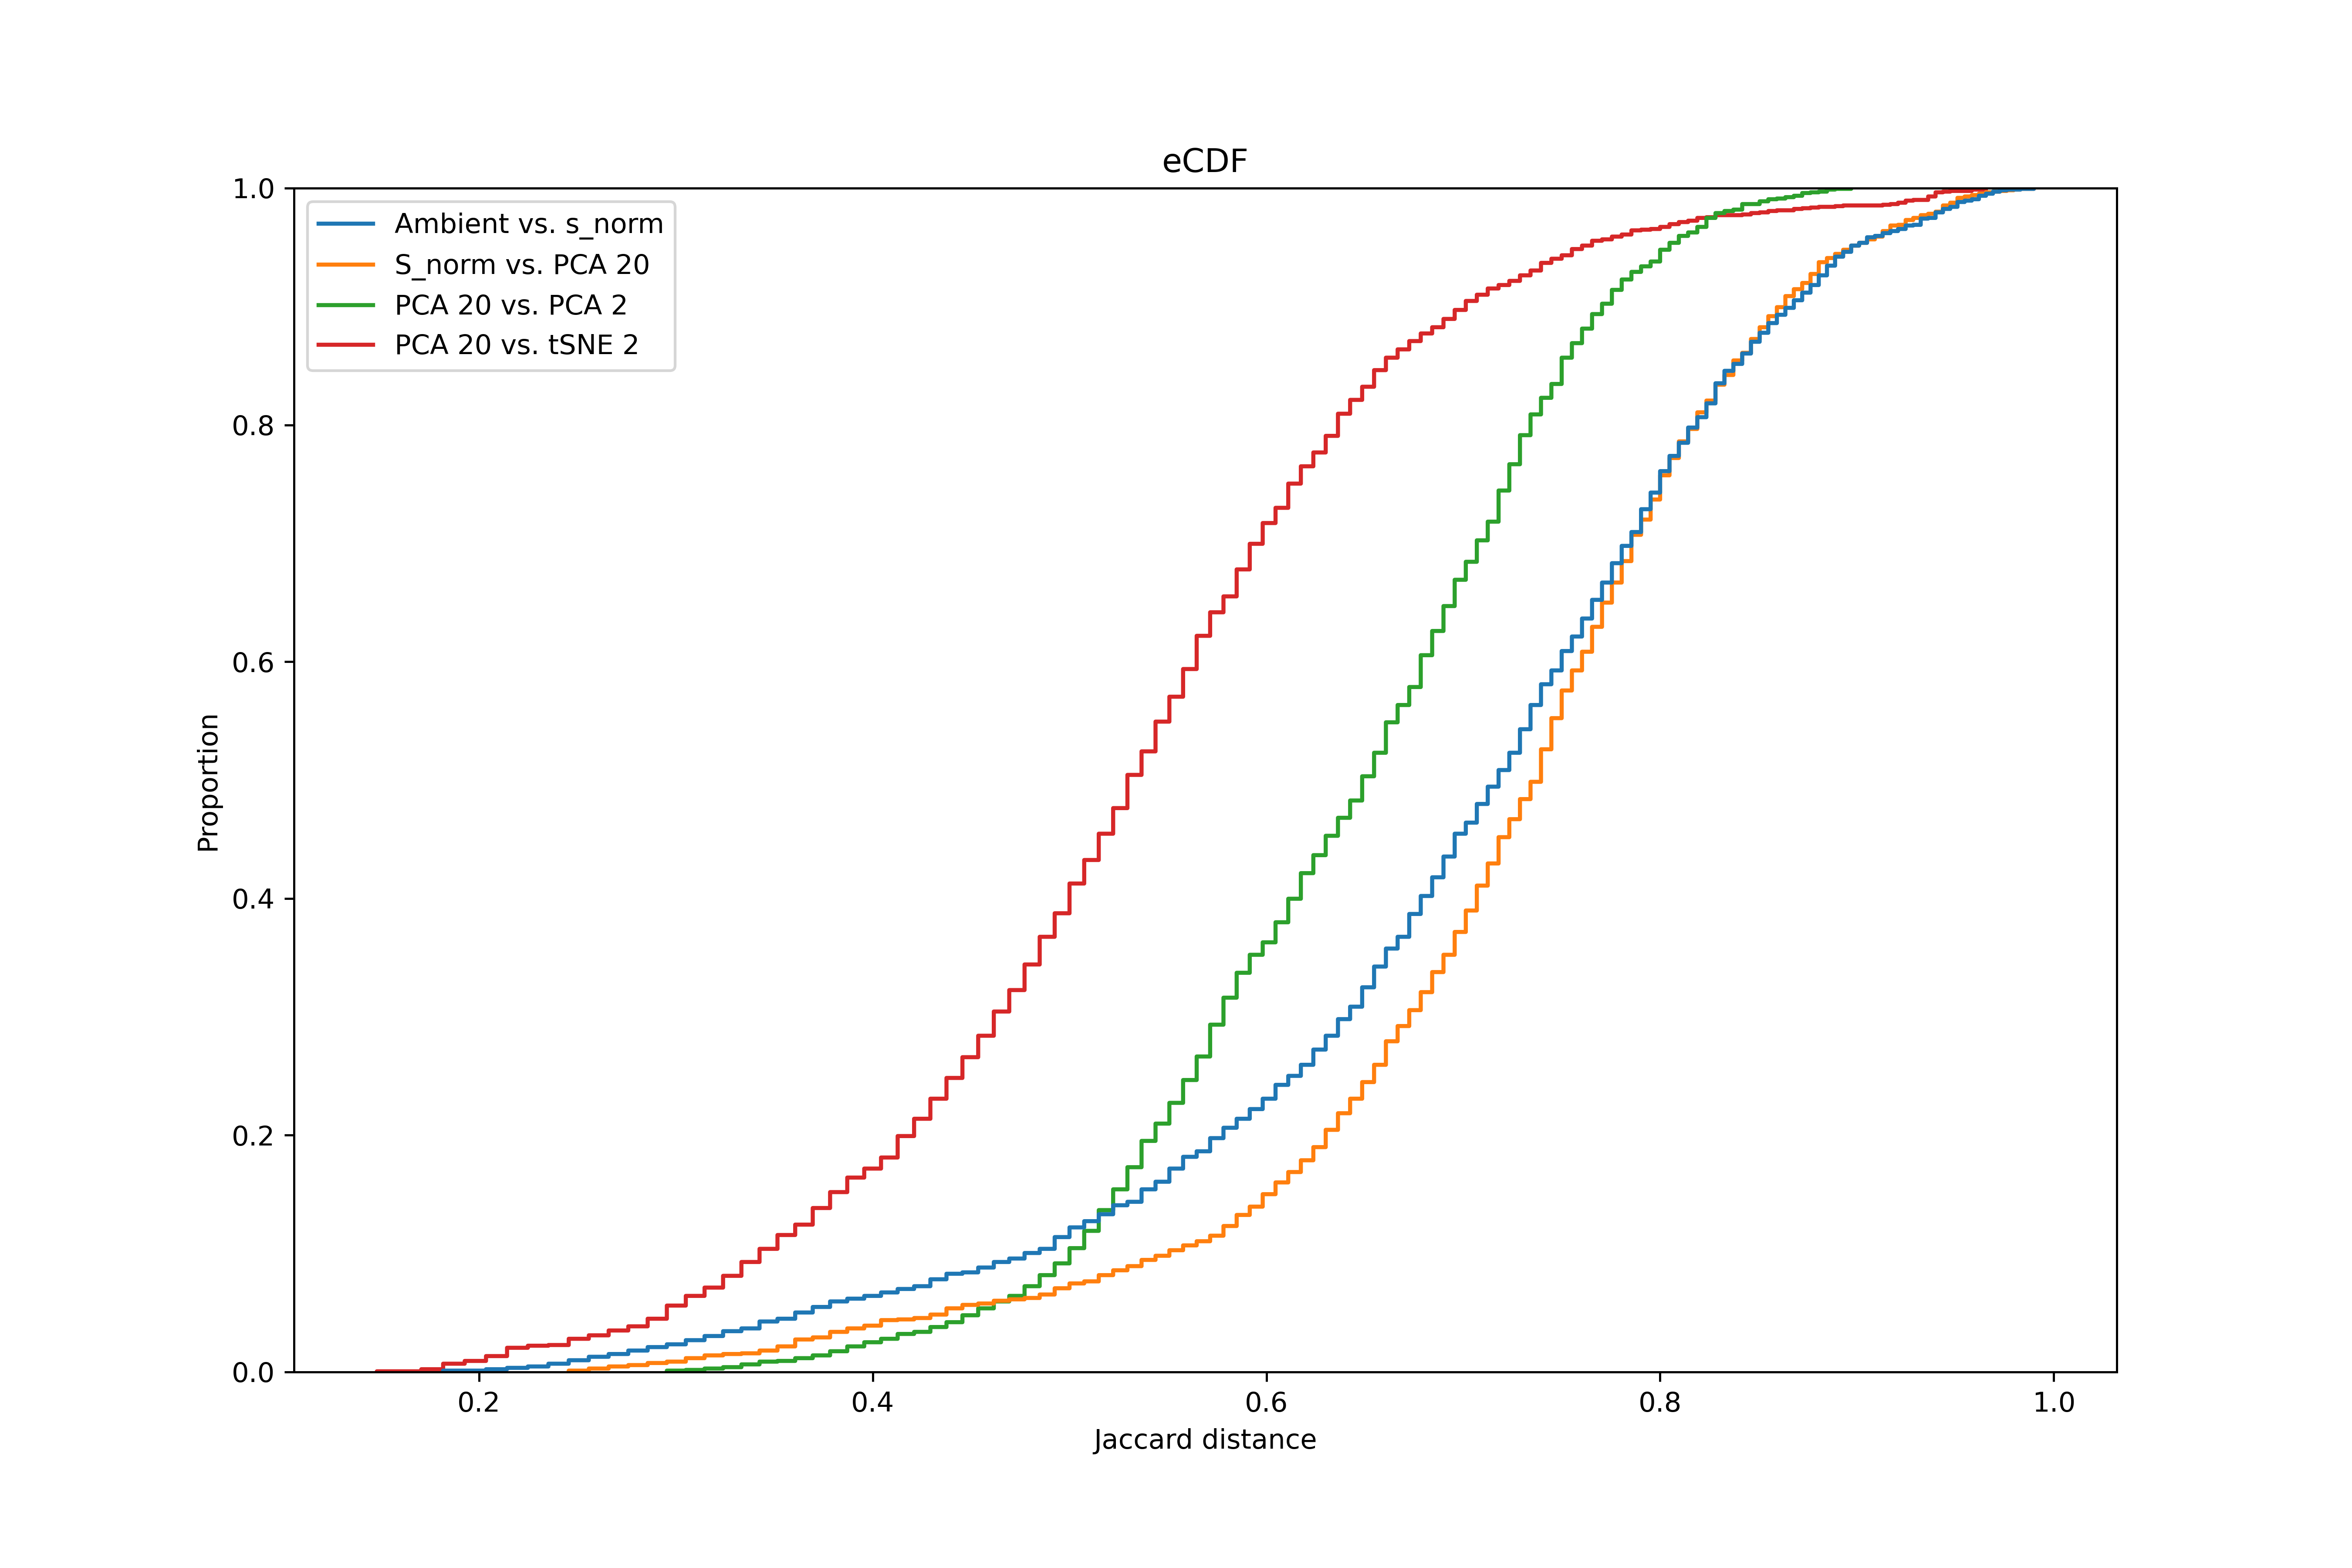 eCDF
Ambient vs. s_norm
S_norm vs. PCA 20
PCA 20 vs. PCA 2
PCA 20 vs. tSNE 2
1.0
0.8
0.6
0.4
0.2
0.0
Proportion
0.2 0.4 0.6 0.8 1.0
Jaccard distance